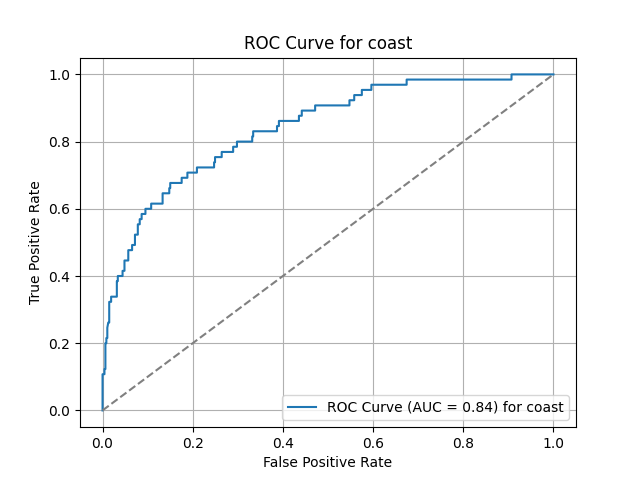 ROC Curve for coast
1.0
0.8
0.6
0.4
0.2
0.0
True Positive Rate
ROC Curve (AUC = 0.84) for coast
0.0 0.2 0.4 0.6 0.8 1.0
False Positive Rate